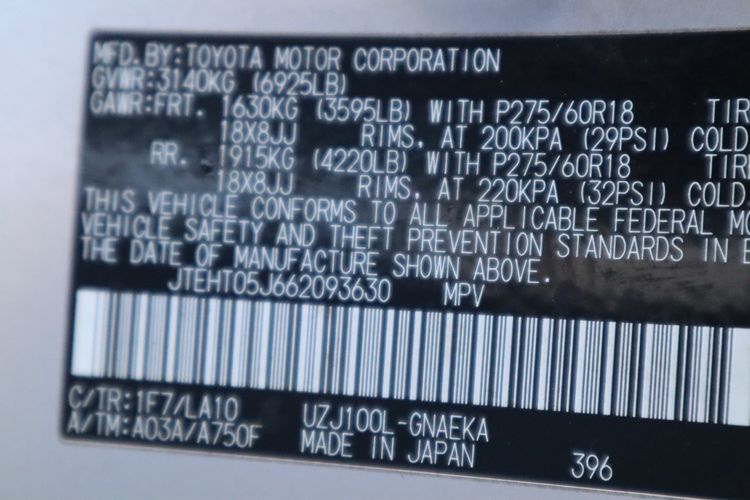 MFD. BY: TOYOTA MOTOR CORPORATION
GVWR: 3140KG (6925LB)
GAWR: FRT. 1630KG (3595LB) WITH P275/60R18 TIR
18X8JJ RIMS, AT 200KPA (29PSI) COLD
RR. 1915KG (4220LB) WITH P275/60R18 TIR
18X8JJ RIMS, AT 220KPA (32PSI) COLD
THIS VEHICLE CONFORMS TO ALL APPLICABLE FEDERAL MO
VEHICLE SAFETY AND THEFT PREVENTION STANDARDS IN E
THE DATE OF MANUFACTURE SHOWN ABOVE.
JTEHT05J662093630 MPV
C/TR: 1F7/LA10 UZJ100L-GNAEKA
A/TM: A03A/A750F MADE IN JAPAN 396